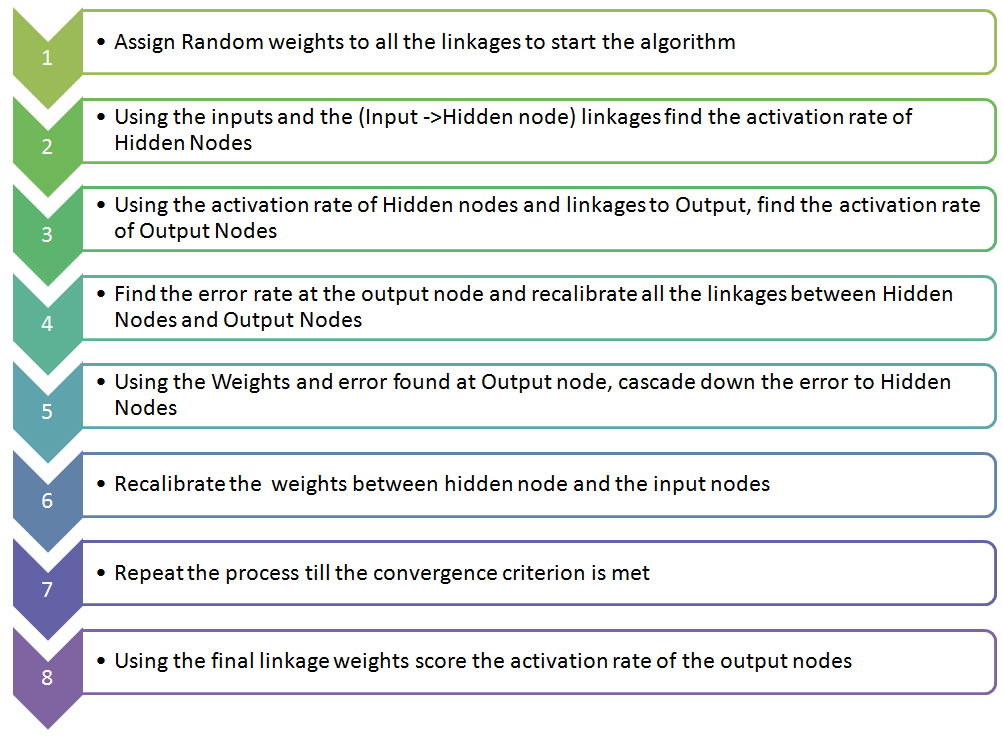 1
• Assign Random weights to all the linkages to start the algorithm
2
• Using the inputs and the (Input ->Hidden node) linkages find the activation rate of
Hidden Nodes
3
• Using the activation rate of Hidden nodes and linkages to Output, find the activation rate
of Output Nodes
4
• Find the error rate at the output node and recalibrate all the linkages between Hidden
Nodes and Output Nodes
5
• Using the Weights and error found at Output node, cascade down the error to Hidden
Nodes
6
• Recalibrate the  weights between hidden node and the input nodes
7
• Repeat the process till the convergence criterion is met
8
• Using the final linkage weights score the activation rate of the output nodes